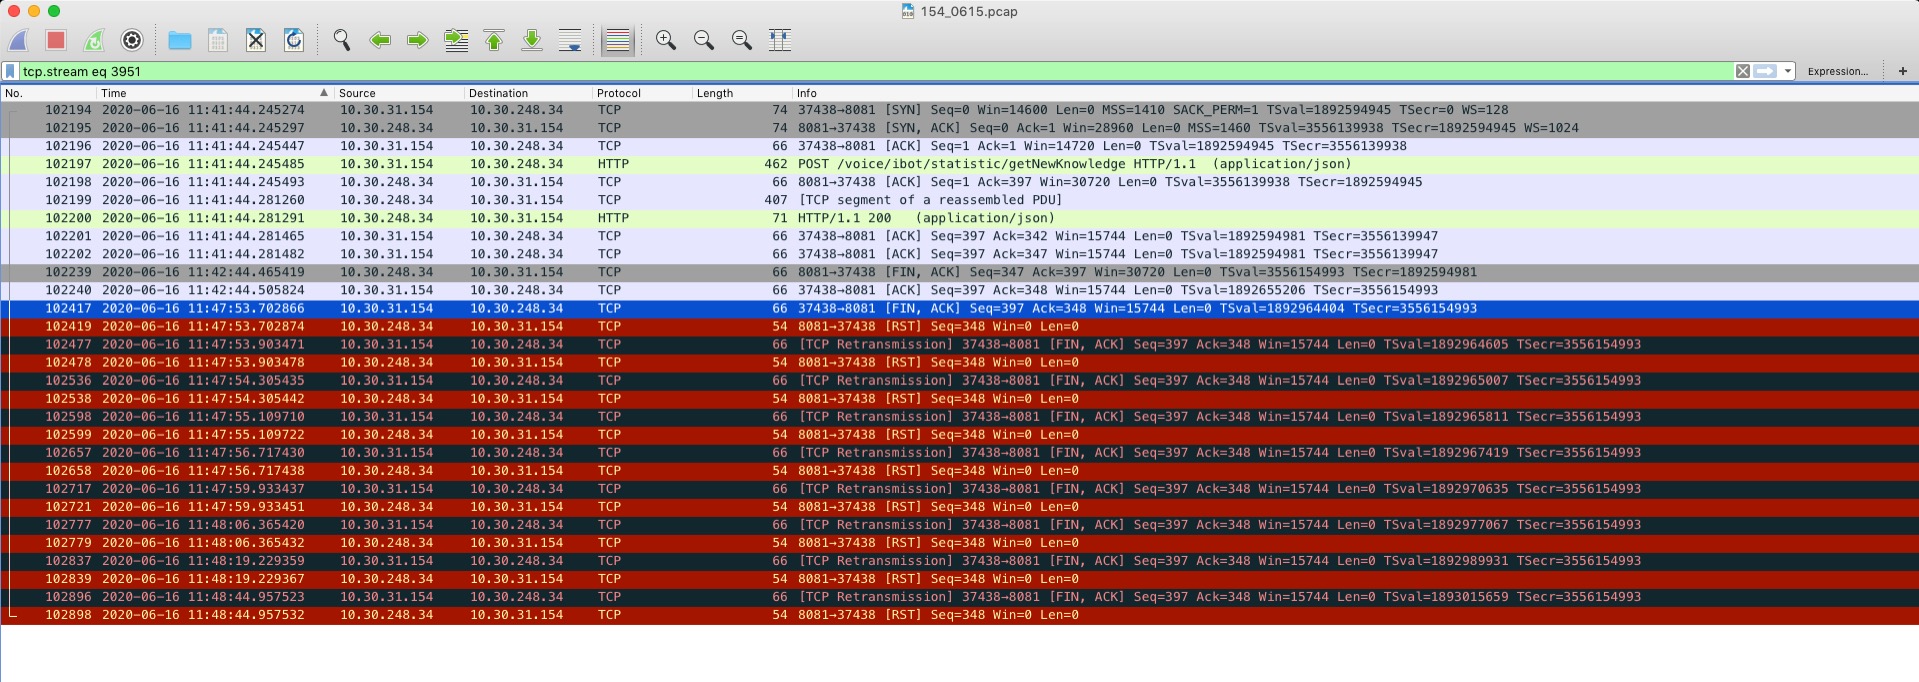 154_0615.pcap
tcp.stream eq 3951
Expression...
+
No. Time Source Destination Protocol Length Info
102194 2020-06-16 11:41:44.245274 10.30.31.154 10.30.248.34 TCP 74 37438→8081 [SYN] Seq=0 Win=14600 Len=0 MSS=1410 SACK_PERM=1 TSval=1892594945 TSecr=0 WS=128
102195 2020-06-16 11:41:44.245297 10.30.248.34 10.30.31.154 TCP 74 8081→37438 [SYN, ACK] Seq=0 Ack=1 Win=28960 Len=0 MSS=1460 TSval=3556139938 TSecr=1892594945 WS=1024
102196 2020-06-16 11:41:44.245447 10.30.31.154 10.30.248.34 TCP 66 37438→8081 [ACK] Seq=1 Ack=1 Win=14720 Len=0 TSval=1892594945 TSecr=3556139938
102197 2020-06-16 11:41:44.245485 10.30.31.154 10.30.248.34 HTTP 462 POST /voice/ibot/statistic/getNewKnowledge HTTP/1.1 (application/json)
102198 2020-06-16 11:41:44.245493 10.30.248.34 10.30.31.154 TCP 66 8081→37438 [ACK] Seq=1 Ack=397 Win=30720 Len=0 TSval=3556139938 TSecr=1892594945
102199 2020-06-16 11:41:44.281260 10.30.248.34 10.30.31.154 TCP 407 [TCP segment of a reassembled PDU]
102200 2020-06-16 11:41:44.281291 10.30.248.34 10.30.31.154 HTTP 71 HTTP/1.1 200 (application/json)
102201 2020-06-16 11:41:44.281465 10.30.31.154 10.30.248.34 TCP 66 37438→8081 [ACK] Seq=397 Ack=342 Win=15744 Len=0 TSval=1892594981 TSecr=3556139947
102202 2020-06-16 11:41:44.281482 10.30.31.154 10.30.248.34 TCP 66 37438→8081 [ACK] Seq=397 Ack=347 Win=15744 Len=0 TSval=1892594981 TSecr=3556139947
102239 2020-06-16 11:42:44.465419 10.30.248.34 10.30.31.154 TCP 66 8081→37438 [FIN, ACK] Seq=347 Ack=397 Win=30720 Len=0 TSval=3556154993 TSecr=1892594981
102240 2020-06-16 11:42:44.505824 10.30.31.154 10.30.248.34 TCP 66 37438→8081 [ACK] Seq=397 Ack=348 Win=15744 Len=0 TSval=1892655206 TSecr=3556154993
102417 2020-06-16 11:47:53.702866 10.30.31.154 10.30.248.34 TCP 66 37438→8081 [FIN, ACK] Seq=397 Ack=348 Win=15744 Len=0 TSval=1892964404 TSecr=3556154993
102419 2020-06-16 11:47:53.702874 10.30.248.34 10.30.31.154 TCP 54 8081→37438 [RST] Seq=348 Win=0 Len=0
102477 2020-06-16 11:47:53.903471 10.30.31.154 10.30.248.34 TCP 66 [TCP Retransmission] 37438→8081 [FIN, ACK] Seq=397 Ack=348 Win=15744 Len=0 TSval=1892964605 TSecr=3556154993
102478 2020-06-16 11:47:53.903478 10.30.248.34 10.30.31.154 TCP 54 8081→37438 [RST] Seq=348 Win=0 Len=0
102536 2020-06-16 11:47:54.305435 10.30.31.154 10.30.248.34 TCP 66 [TCP Retransmission] 37438→8081 [FIN, ACK] Seq=397 Ack=348 Win=15744 Len=0 TSval=1892965007 TSecr=3556154993
102538 2020-06-16 11:47:54.305442 10.30.248.34 10.30.31.154 TCP 54 8081→37438 [RST] Seq=348 Win=0 Len=0
102598 2020-06-16 11:47:55.109710 10.30.31.154 10.30.248.34 TCP 66 [TCP Retransmission] 37438→8081 [FIN, ACK] Seq=397 Ack=348 Win=15744 Len=0 TSval=1892965811 TSecr=3556154993
102599 2020-06-16 11:47:55.109722 10.30.248.34 10.30.31.154 TCP 54 8081→37438 [RST] Seq=348 Win=0 Len=0
102657 2020-06-16 11:47:56.717430 10.30.31.154 10.30.248.34 TCP 66 [TCP Retransmission] 37438→8081 [FIN, ACK] Seq=397 Ack=348 Win=15744 Len=0 TSval=1892967419 TSecr=3556154993
102658 2020-06-16 11:47:56.717438 10.30.248.34 10.30.31.154 TCP 54 8081→37438 [RST] Seq=348 Win=0 Len=0
102717 2020-06-16 11:47:59.933437 10.30.31.154 10.30.248.34 TCP 66 [TCP Retransmission] 37438→8081 [FIN, ACK] Seq=397 Ack=348 Win=15744 Len=0 TSval=1892970635 TSecr=3556154993
102721 2020-06-16 11:47:59.933451 10.30.248.34 10.30.31.154 TCP 54 8081→37438 [RST] Seq=348 Win=0 Len=0
102777 2020-06-16 11:48:06.365420 10.30.31.154 10.30.248.34 TCP 66 [TCP Retransmission] 37438→8081 [FIN, ACK] Seq=397 Ack=348 Win=15744 Len=0 TSval=1892977067 TSecr=3556154993
102779 2020-06-16 11:48:06.365432 10.30.248.34 10.30.31.154 TCP 54 8081→37438 [RST] Seq=348 Win=0 Len=0
102837 2020-06-16 11:48:19.229359 10.30.31.154 10.30.248.34 TCP 66 [TCP Retransmission] 37438→8081 [FIN, ACK] Seq=397 Ack=348 Win=15744 Len=0 TSval=1892989931 TSecr=3556154993
102839 2020-06-16 11:48:19.229367 10.30.248.34 10.30.31.154 TCP 54 8081→37438 [RST] Seq=348 Win=0 Len=0
102896 2020-06-16 11:48:44.957523 10.30.31.154 10.30.248.34 TCP 66 [TCP Retransmission] 37438→8081 [FIN, ACK] Seq=397 Ack=348 Win=15744 Len=0 TSval=1893015659 TSecr=3556154993
102898 2020-06-16 11:48:44.957532 10.30.248.34 10.30.31.154 TCP 54 8081→37438 [RST] Seq=348 Win=0 Len=0